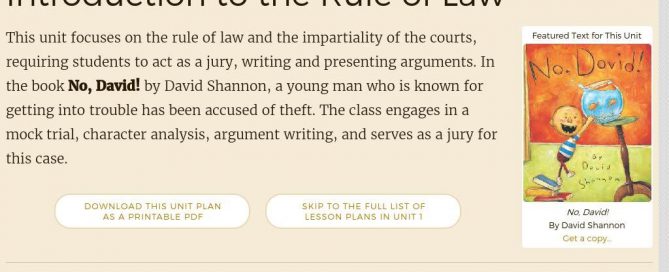 Introduction to the Rule of Law
This unit focuses on the rule of law and the impartiality of the courts,
requiring students to act as a jury, writing and presenting arguments. In
the book No, David! by David Shannon, a young man who is known for
getting into trouble has been accused of theft. The class engages in a
mock trial, character analysis, argument writing, and serves as a jury for
this case.
DOWNLOAD THIS UNIT PLAN
AS A PRINTABLE PDF
SKIP TO THE FULL LIST OF
LESSON PLANS IN UNIT 1
Featured Text for This Unit
No, David!
By
David
Shannon
No, David!
By David Shannon
Get a copy...